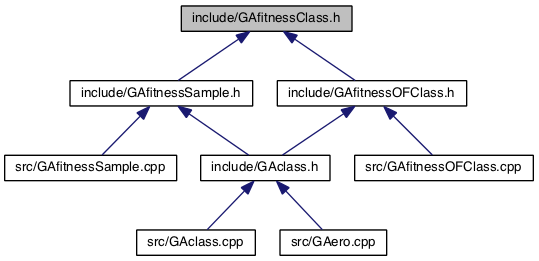 include/GAfitnessClass.h
include/GAfitnessSample.h
include/GAfitnessOFClass.h
src/GAfitnessSample.cpp
include/GAclass.h
src/GAfitnessOFClass.cpp
src/GAclass.cpp
src/GAero.cpp